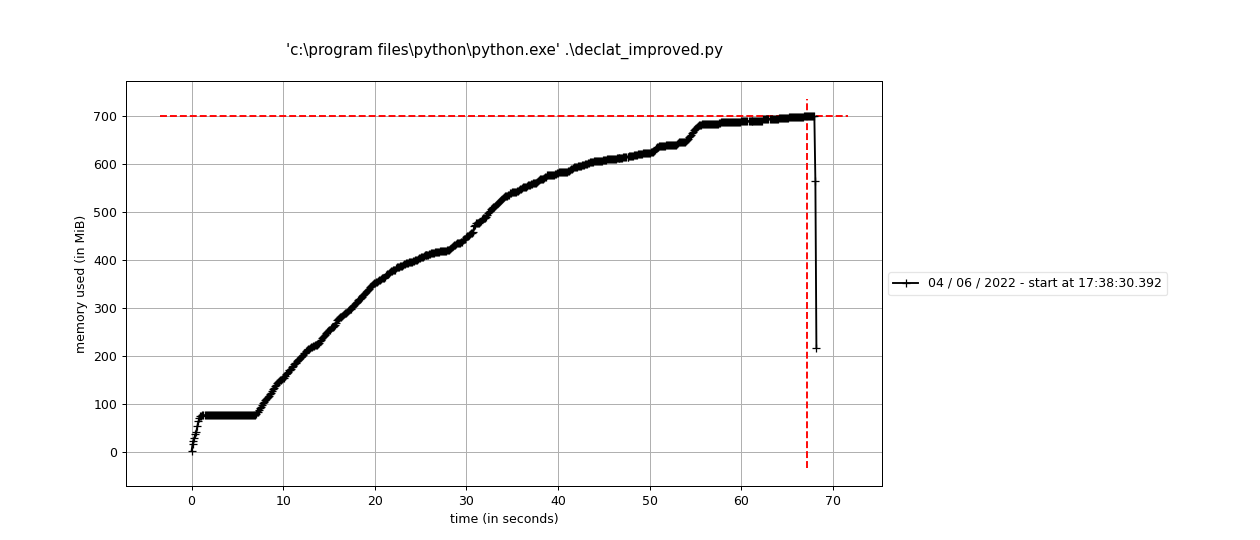 'c:\program files\python\python.exe' .\declat_improved.py
700
600
500
400
300
200
100
0
memory used (in MiB)
0 10 20 30 40 50 60 70
time (in seconds)
04 / 06 / 2022 - start at 17:38:30.392